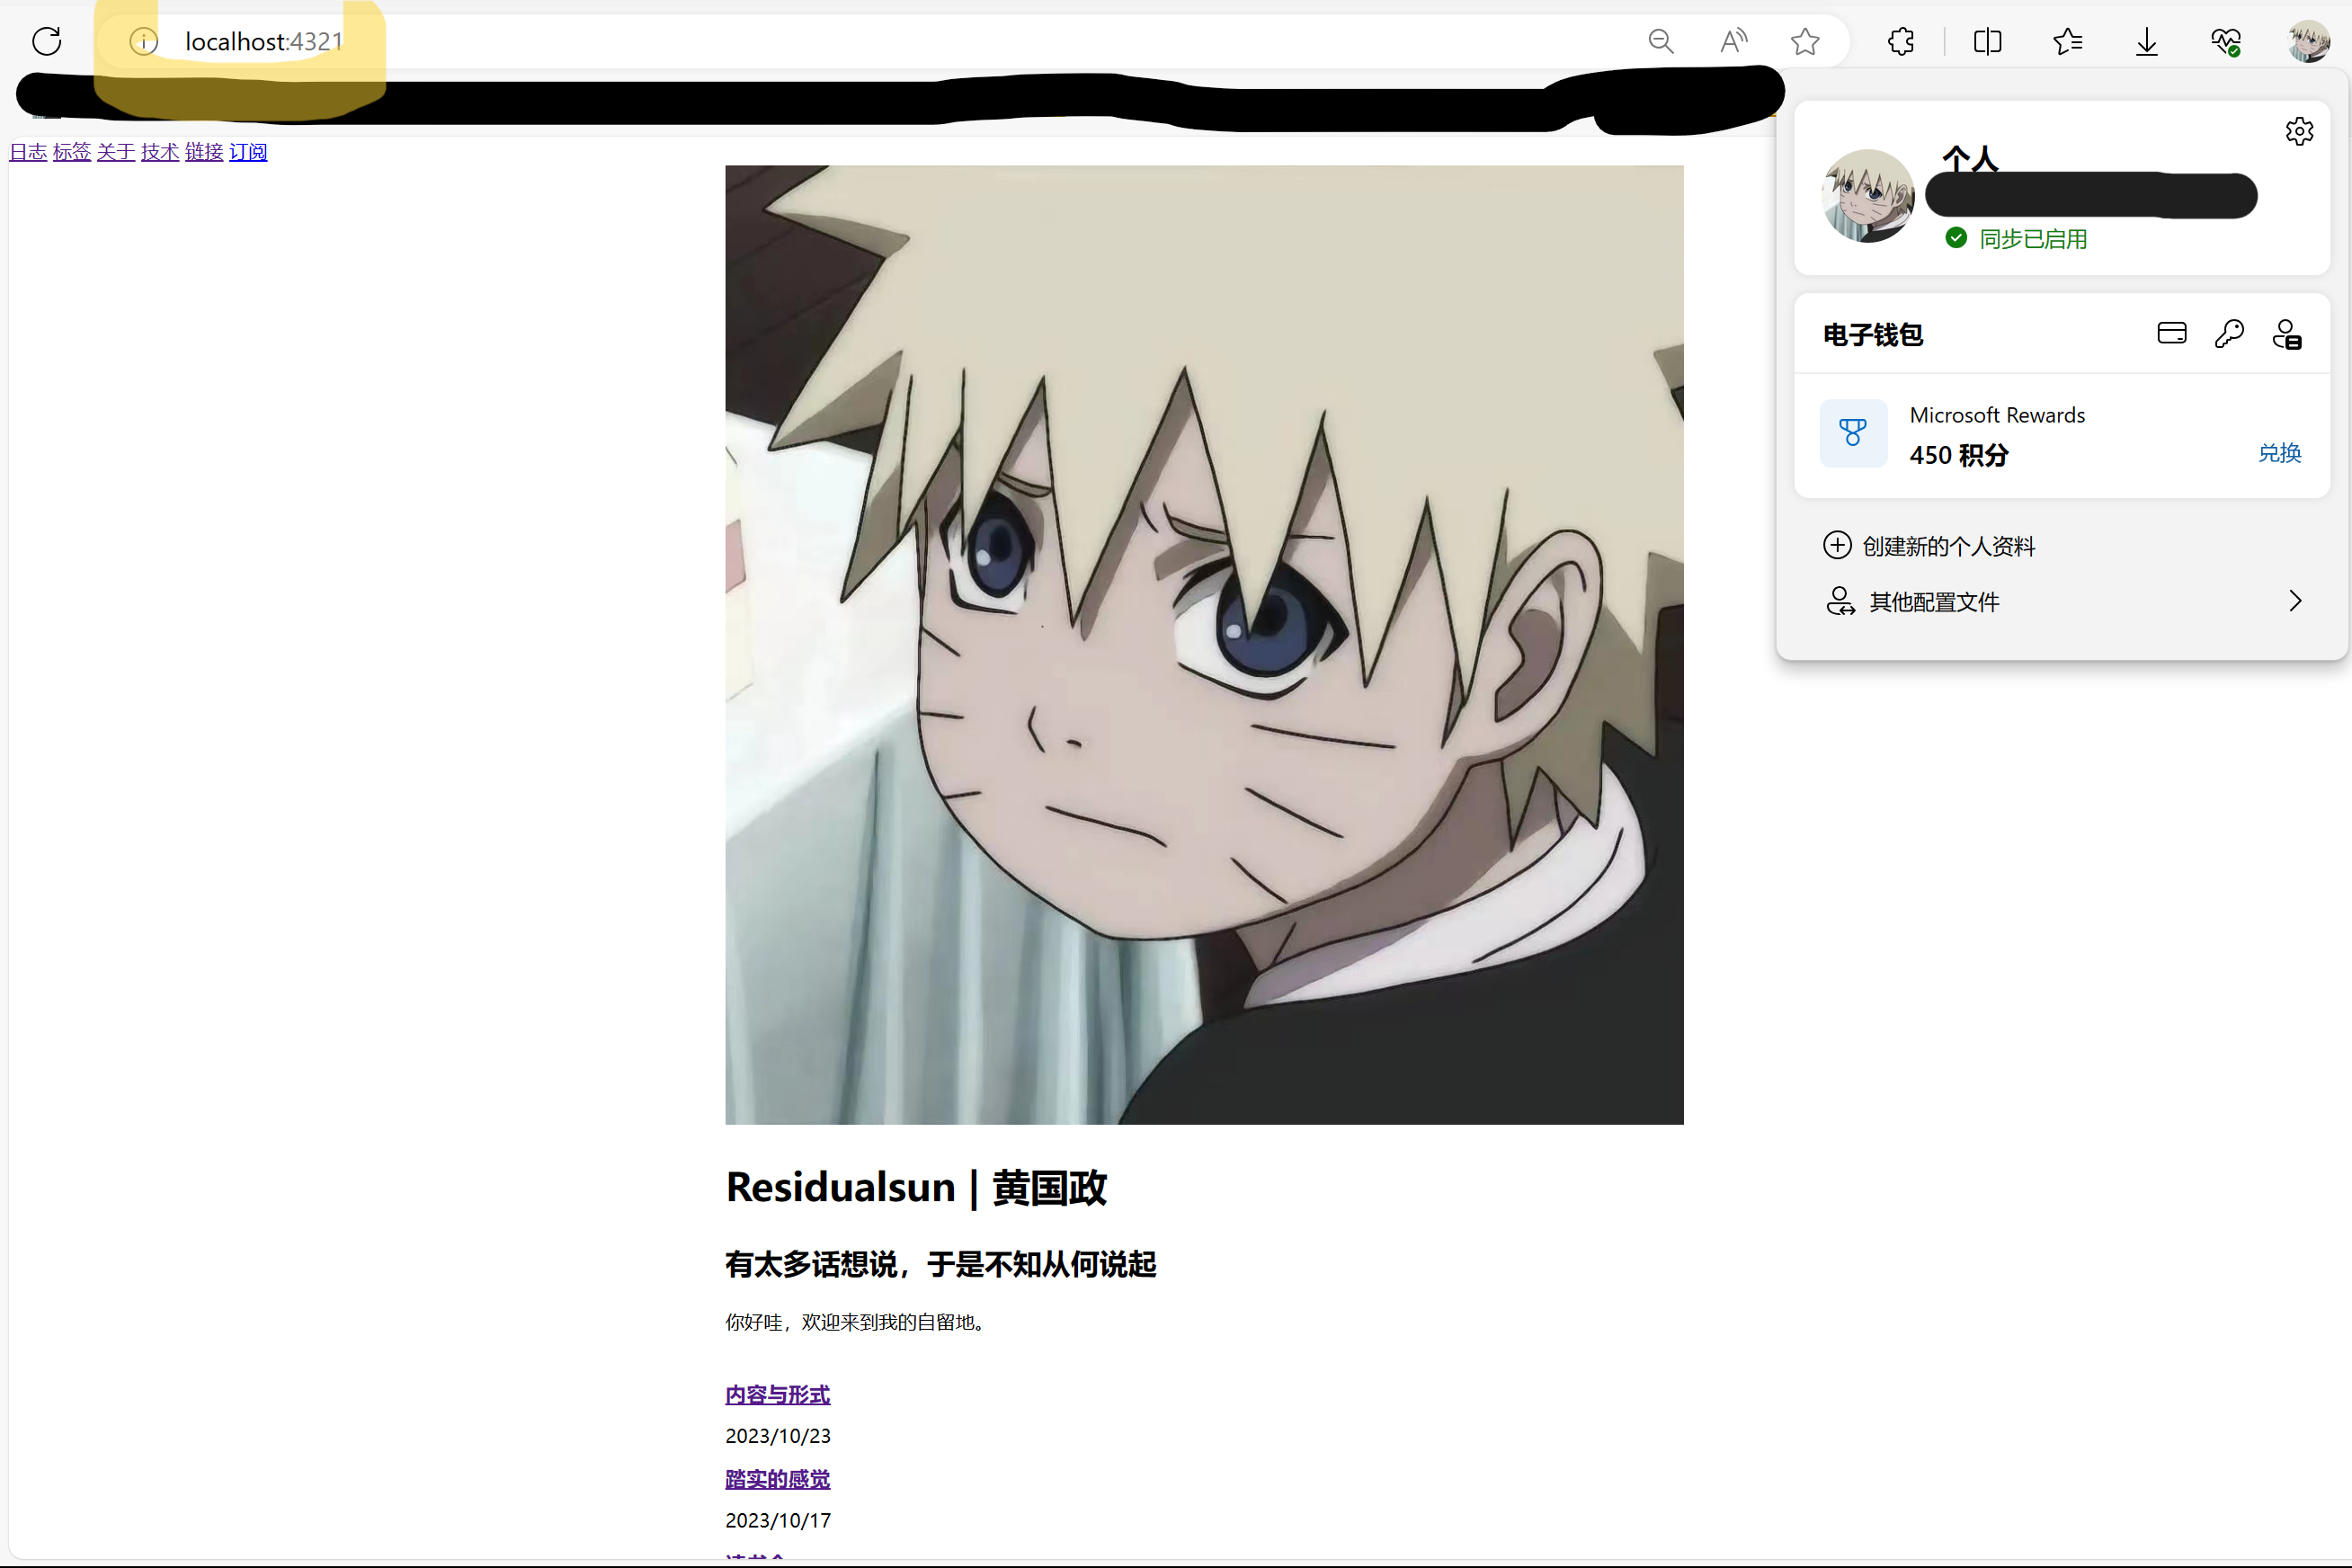 localhost:4321
日志 标签 关于 技术 链接 订阅
个人
同步已启用
电子钱包
Microsoft Rewards
450 积分
兑换
创建新的个人资料
其他配置文件
Residualsun | 黄国政
有太多话想说，于是不知从何说起
你好哇，欢迎来到我的自留地。
内容与形式
2023/10/23
踏实的感觉
2023/10/17